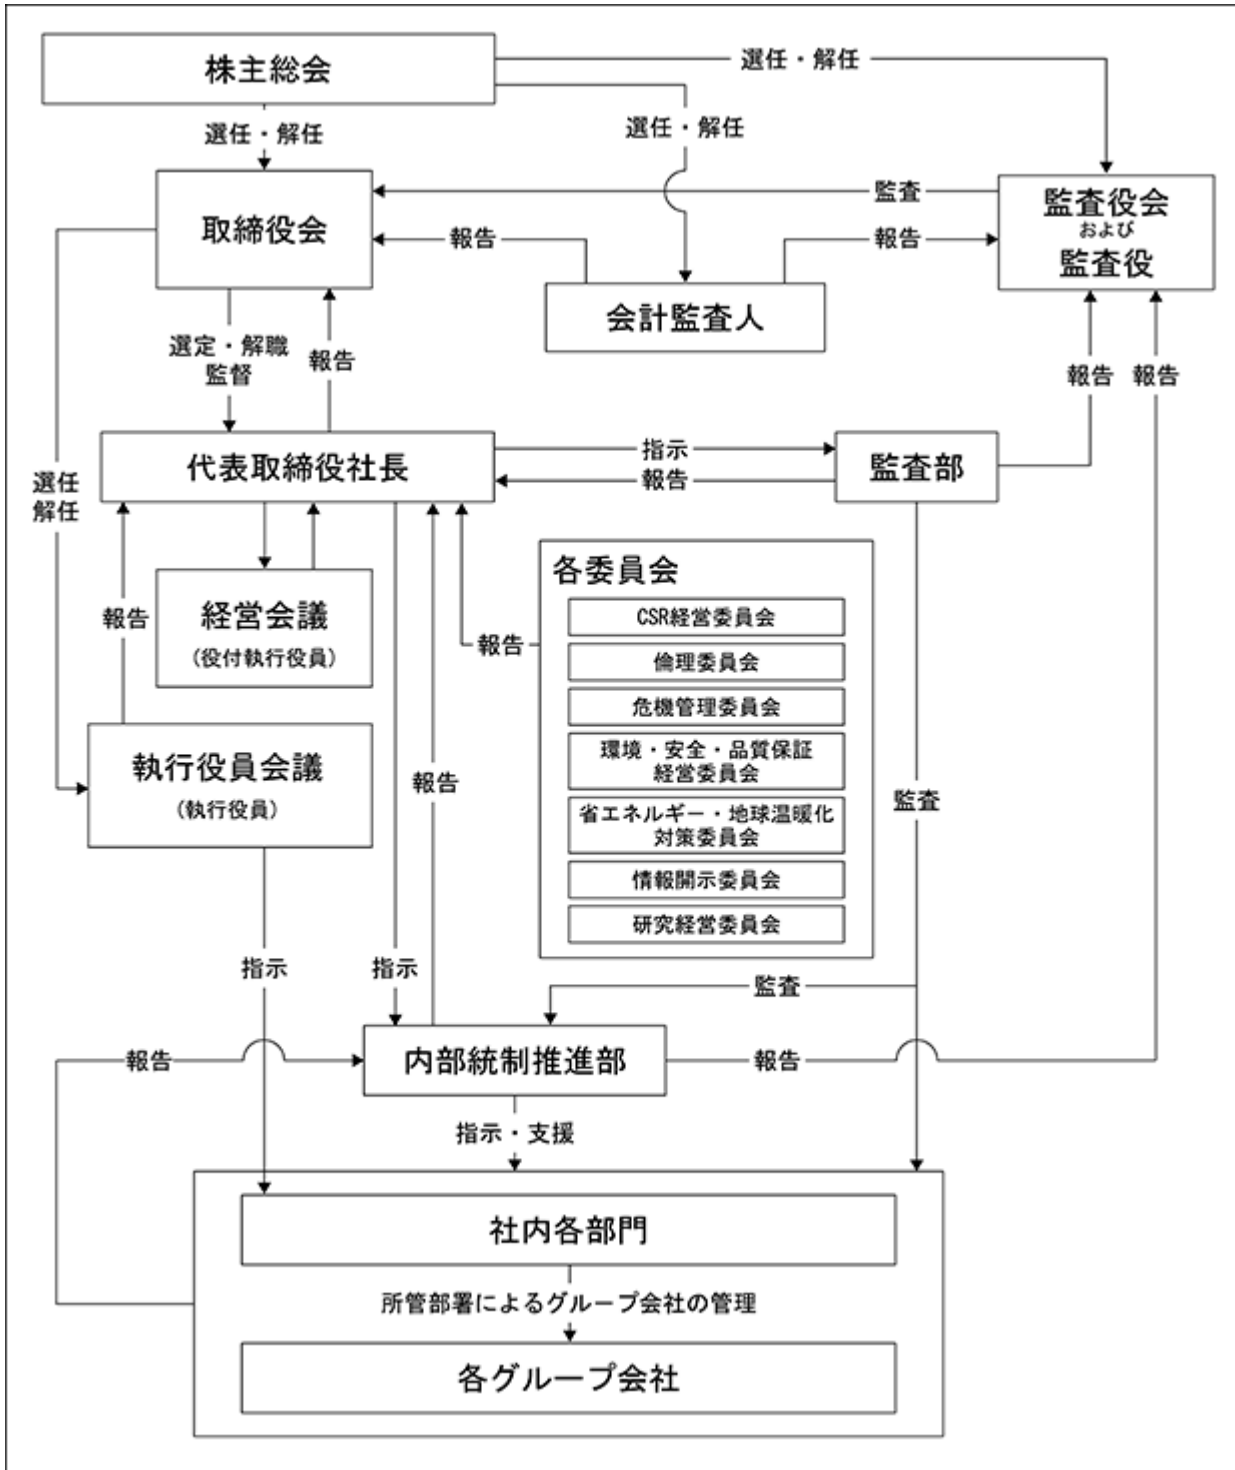 株主総会
選任・解任
選任・解任
選任・解任
取締役会
監査
監査役会
および
監査役
報告
報告
会計監査人
選定・解職
監督
報告
報告
報告
代表取締役社長
指示
報告
監査部
選任
解任
経営会議
(役付執行役員)
報告
報告
各委員会
CSR経営委員会
倫理委員会
危機管理委員会
環境・安全・品質保証
経営委員会
省エネルギー・地球温暖化
対策委員会
情報開示委員会
研究経営委員会
執行役員会議
(執行役員)
報告
監査
指示
指示
監査
報告
内部統制推進部
報告
指示・支援
社内各部門
所管部署によるグループ会社の管理
各グループ会社